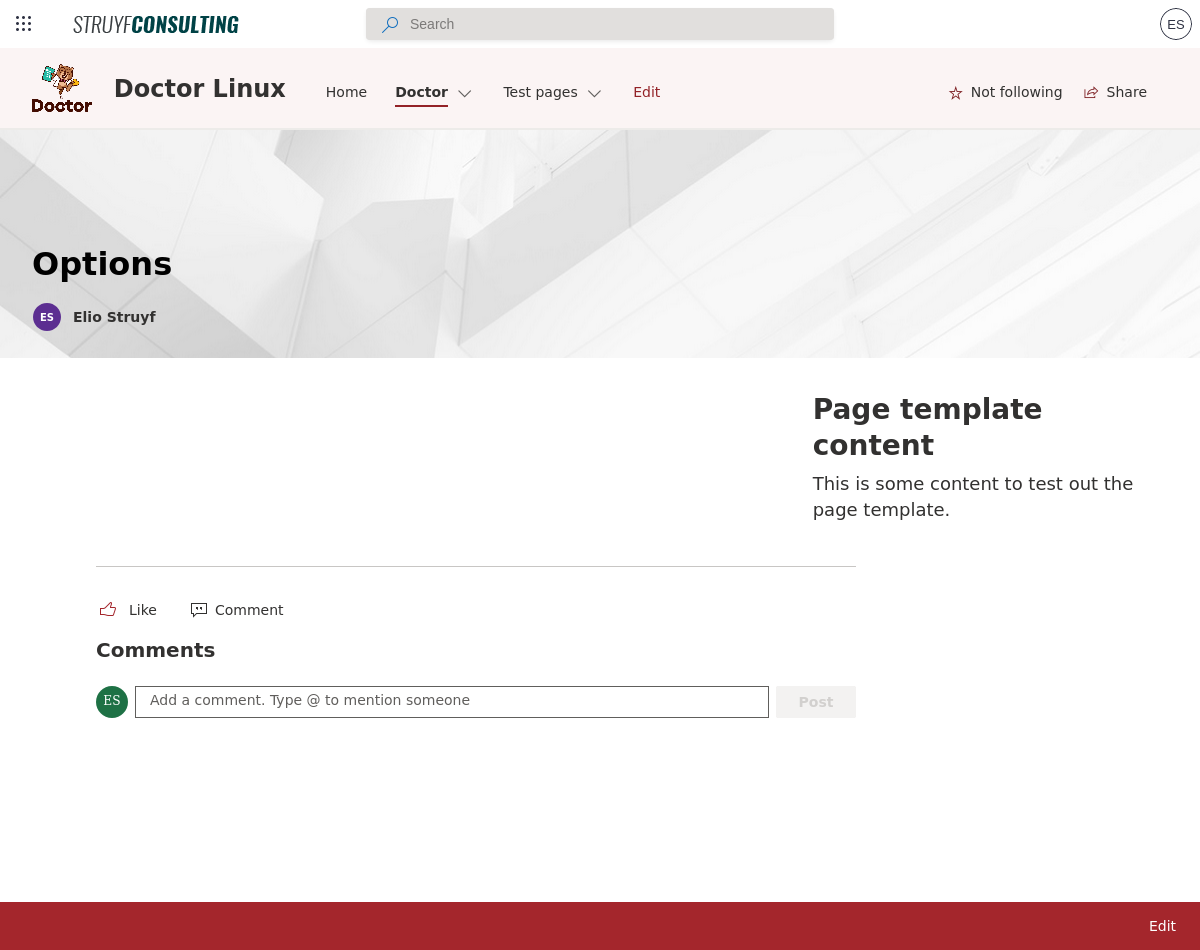 STRUYFCONSULTING
Search
ES
Doctor
Doctor Linux
Home
Doctor
Test pages
Edit
Not following
Share
Options
ES
Elio Struyf
Page template
content
This is some content to test out the
page template.
Like
Comment
Comments
ES
Add a comment. Type @ to mention someone
Post
Edit